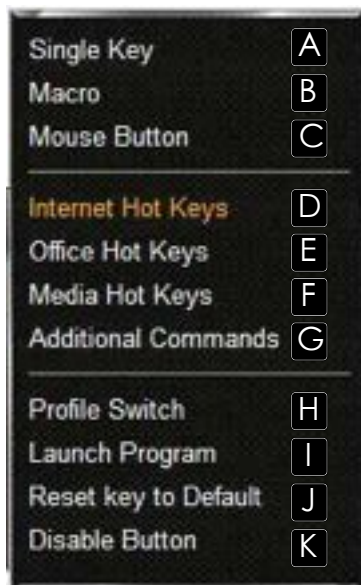 Single Key A
Macro B
Mouse Button C
Internet Hot Keys D
Office Hot Keys E
Media Hot Keys F
Additional Commands G
Profile Switch H
Launch Program I
Reset key to Default J
Disable Button K